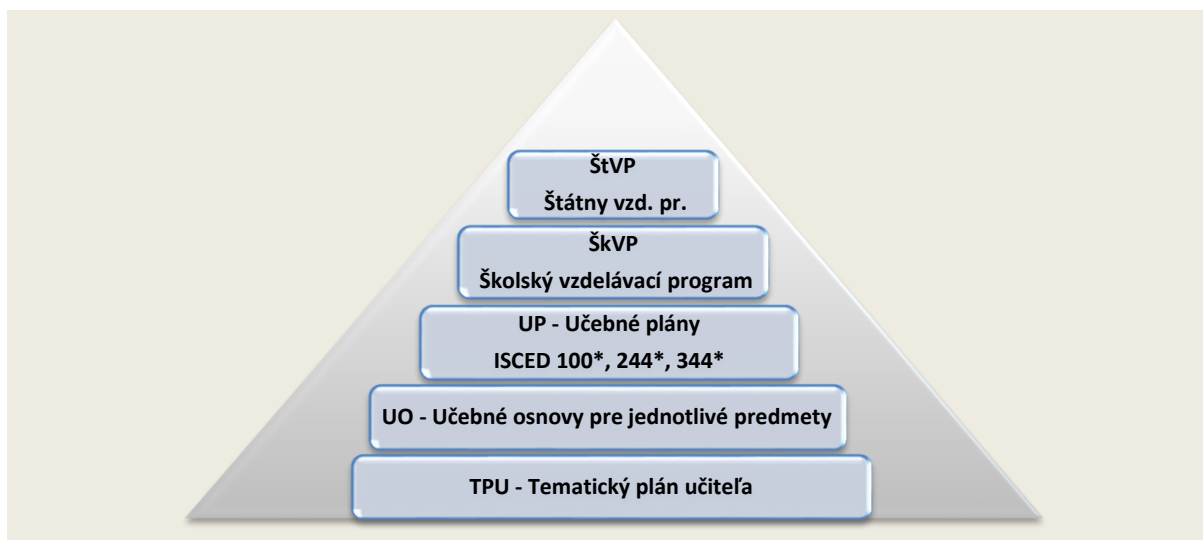 ŠtVP
Štátny vzd. pr.
ŠkVP
Školský vzdelávací program
UP - Učebné plány
ISCED 100*, 244*, 344*
UO - Učebné osnovy pre jednotlivé predmety
TPU - Tematický plán učiteľa